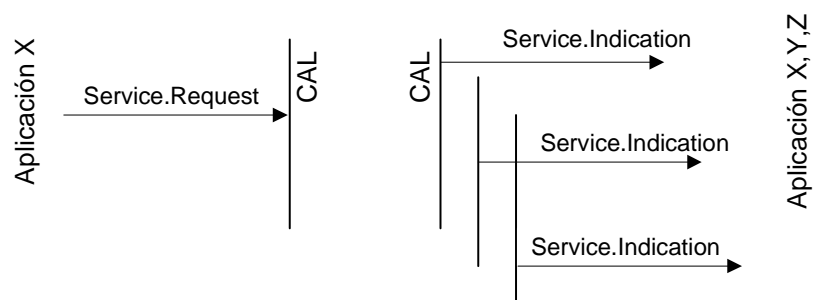 Aplicación X
Service.Request
CAL
CAL
Service.Indication
Service.Indication
Service.Indication
Aplicación X,Y,Z